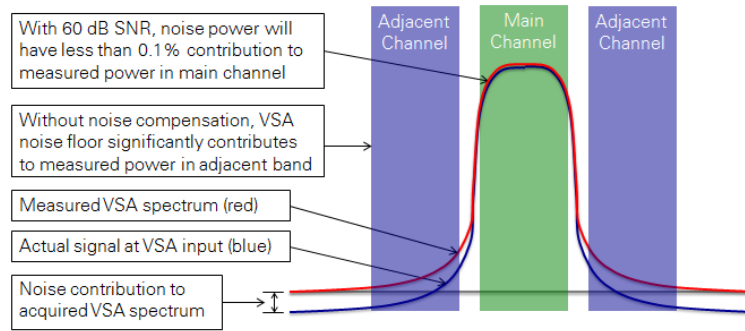 With 60 dB SNR, noise power will
have less than 0.1% contribution to
measured power in main channel
Adjacent
Channel
Main
Channel
Adjacent
Channel
Without noise compensation, VSA
noise floor significantly contributes
to measured power in adjacent band
Measured VSA spectrum (red)
Actual signal at VSA input (blue)
Noise contribution to
acquired VSA spectrum